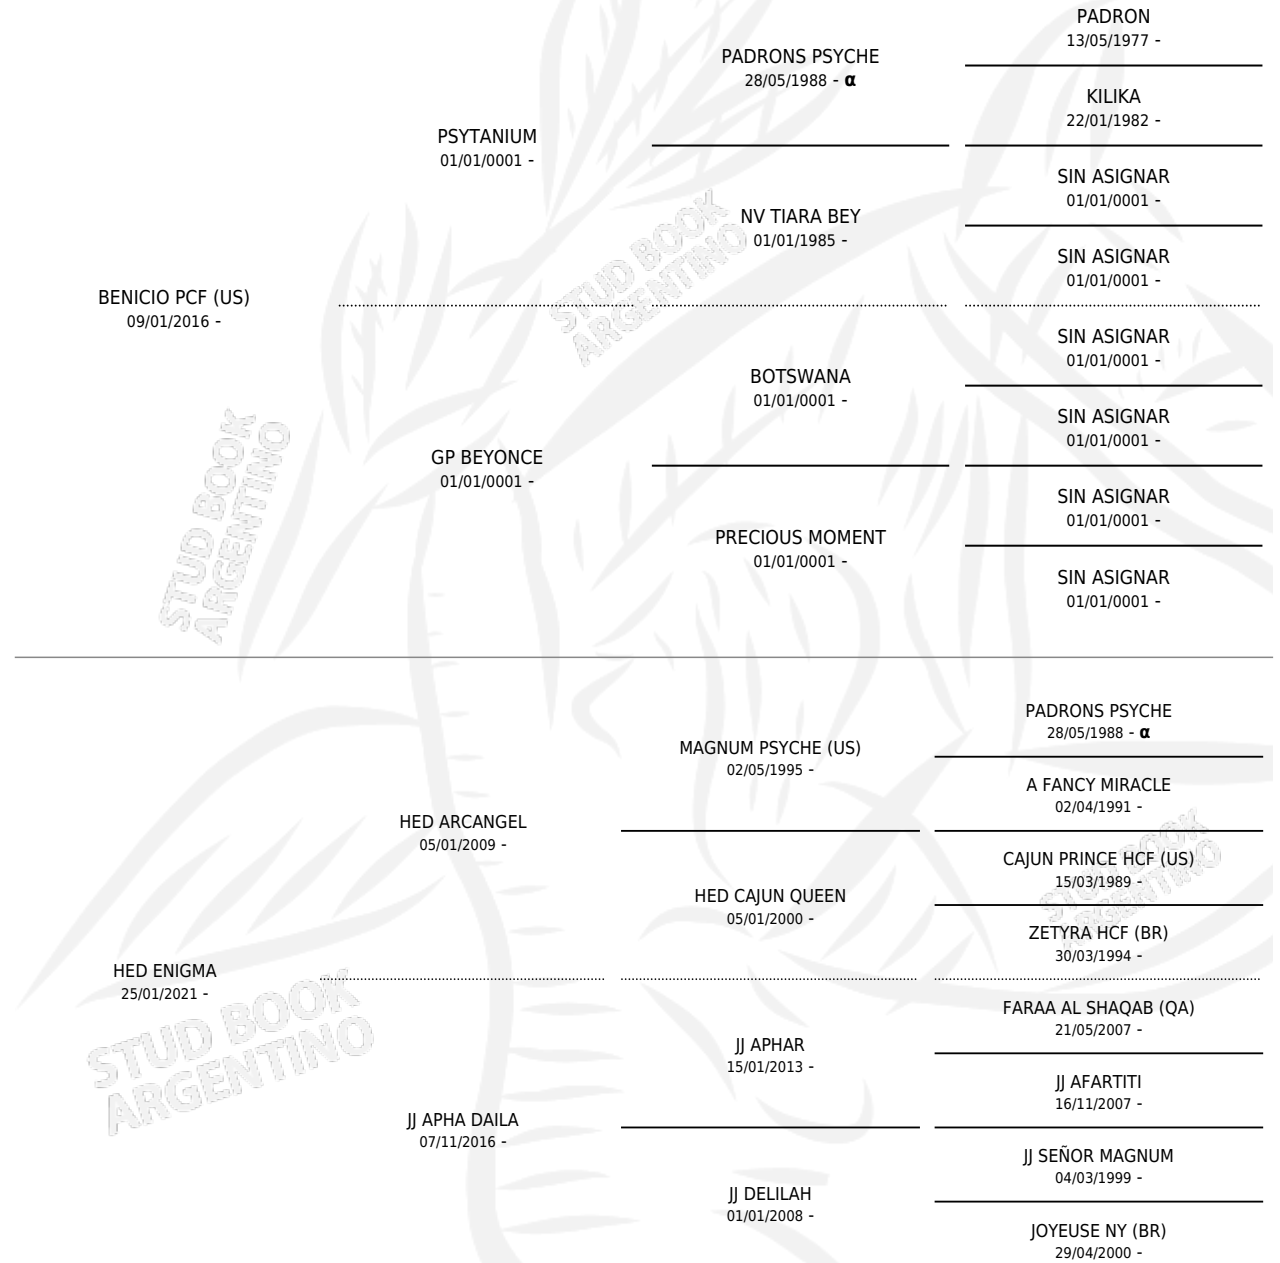 PADRON
13/05/1977 -
PADRONS PSYCHE
28/05/1988 - α
KILIKA
22/01/1982 -
PSYTANIUM
01/01/0001 -
SIN ASIGNAR
01/01/0001 -
NV TIARA BEY
01/01/1985 -
SIN ASIGNAR
01/01/0001 -
BENICIO PCF (US)
09/01/2016 -
SIN ASIGNAR
01/01/0001 -
BOTSWANA
01/01/0001 -
SIN ASIGNAR
01/01/0001 -
GP BEYONCE
01/01/0001 -
SIN ASIGNAR
01/01/0001 -
PRECIOUS MOMENT
01/01/0001 -
SIN ASIGNAR
01/01/0001 -
STUD BOOK
ARGENTINO
STUD BOOK
ARGENTINO
PADRONS PSYCHE
28/05/1988 - α
MAGNUM PSYCHE (US)
02/05/1995 -
A FANCY MIRACLE
02/04/1991 -
HED ARCANGEL
05/01/2009 -
CAJUN PRINCE HCF (US)
15/03/1989 -
HED CAJUN QUEEN
05/01/2000 -
ZETYRA HCF (BR)
30/03/1994 -
HED ENIGMA
25/01/2021 -
FARAA AL SHAQAB (QA)
21/05/2007 -
JJ APHAR
15/01/2013 -
JJ AFARTITI
16/11/2007 -
JJ APHA DAILA
07/11/2016 -
JJ SEÑOR MAGNUM
04/03/1999 -
JJ DELILAH
01/01/2008 -
JOYEUSE NY (BR)
29/04/2000 -
STUD BOOK
ARGENTINO
STUD BOOK
ARGENTINO